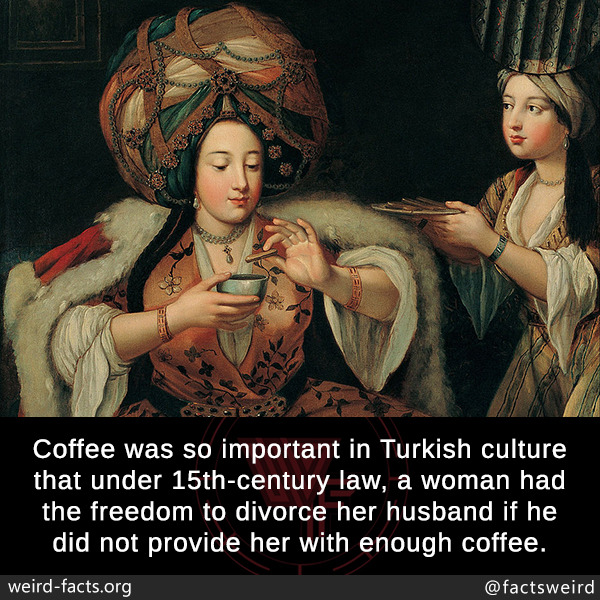 Coffee was so important in Turkish culture
that under 15th-century law, a woman had
the freedom to divorce her husband if he
did not provide her with enough coffee.
weird-facts.org
@factsweird